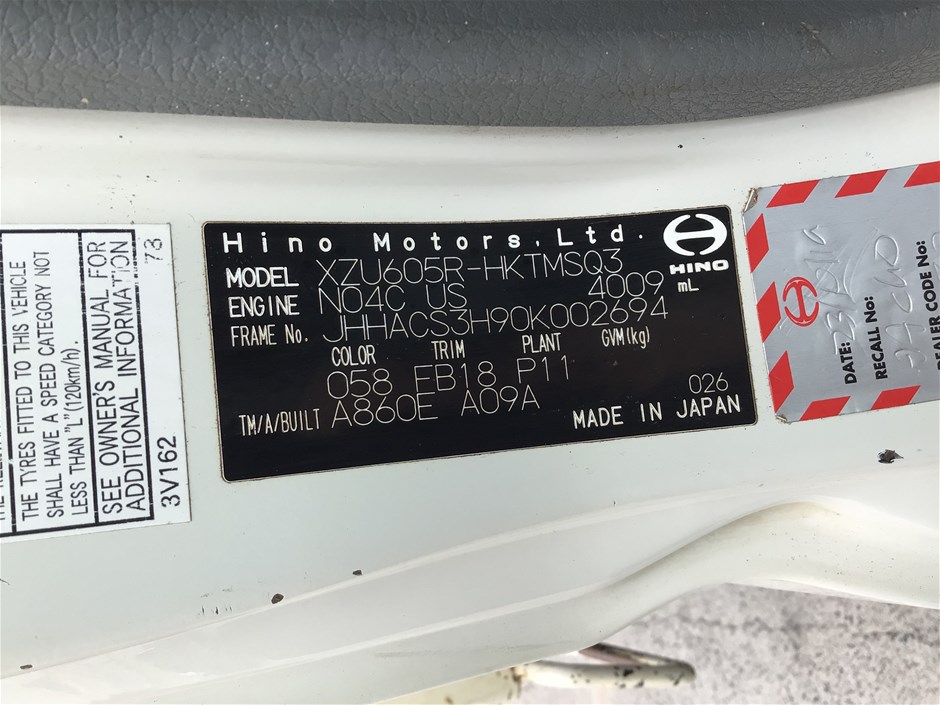 THE TYRES FITTED TO THIS VEHICLE
SHALL HAVE A SPEED CATEGORY NOT
LESS THAN "L"(120km/h).
SEE OWNER'S MANUAL FOR
ADDITIONAL INFORMATION
3V162
73
Hino Motors, Ltd.
HINO
MODEL XZU605R-HKTMSQ3
ENGINE N04C US 4009 mL
FRAME No. JHHACS3H90K002694
COLOR TRIM PLANT GVM(kg)
058 EB18 P11
TM/A/BUILT A860E A09A
026
MADE IN JAPAN
DATE:
RECALL NO:
DEALER CODE NO